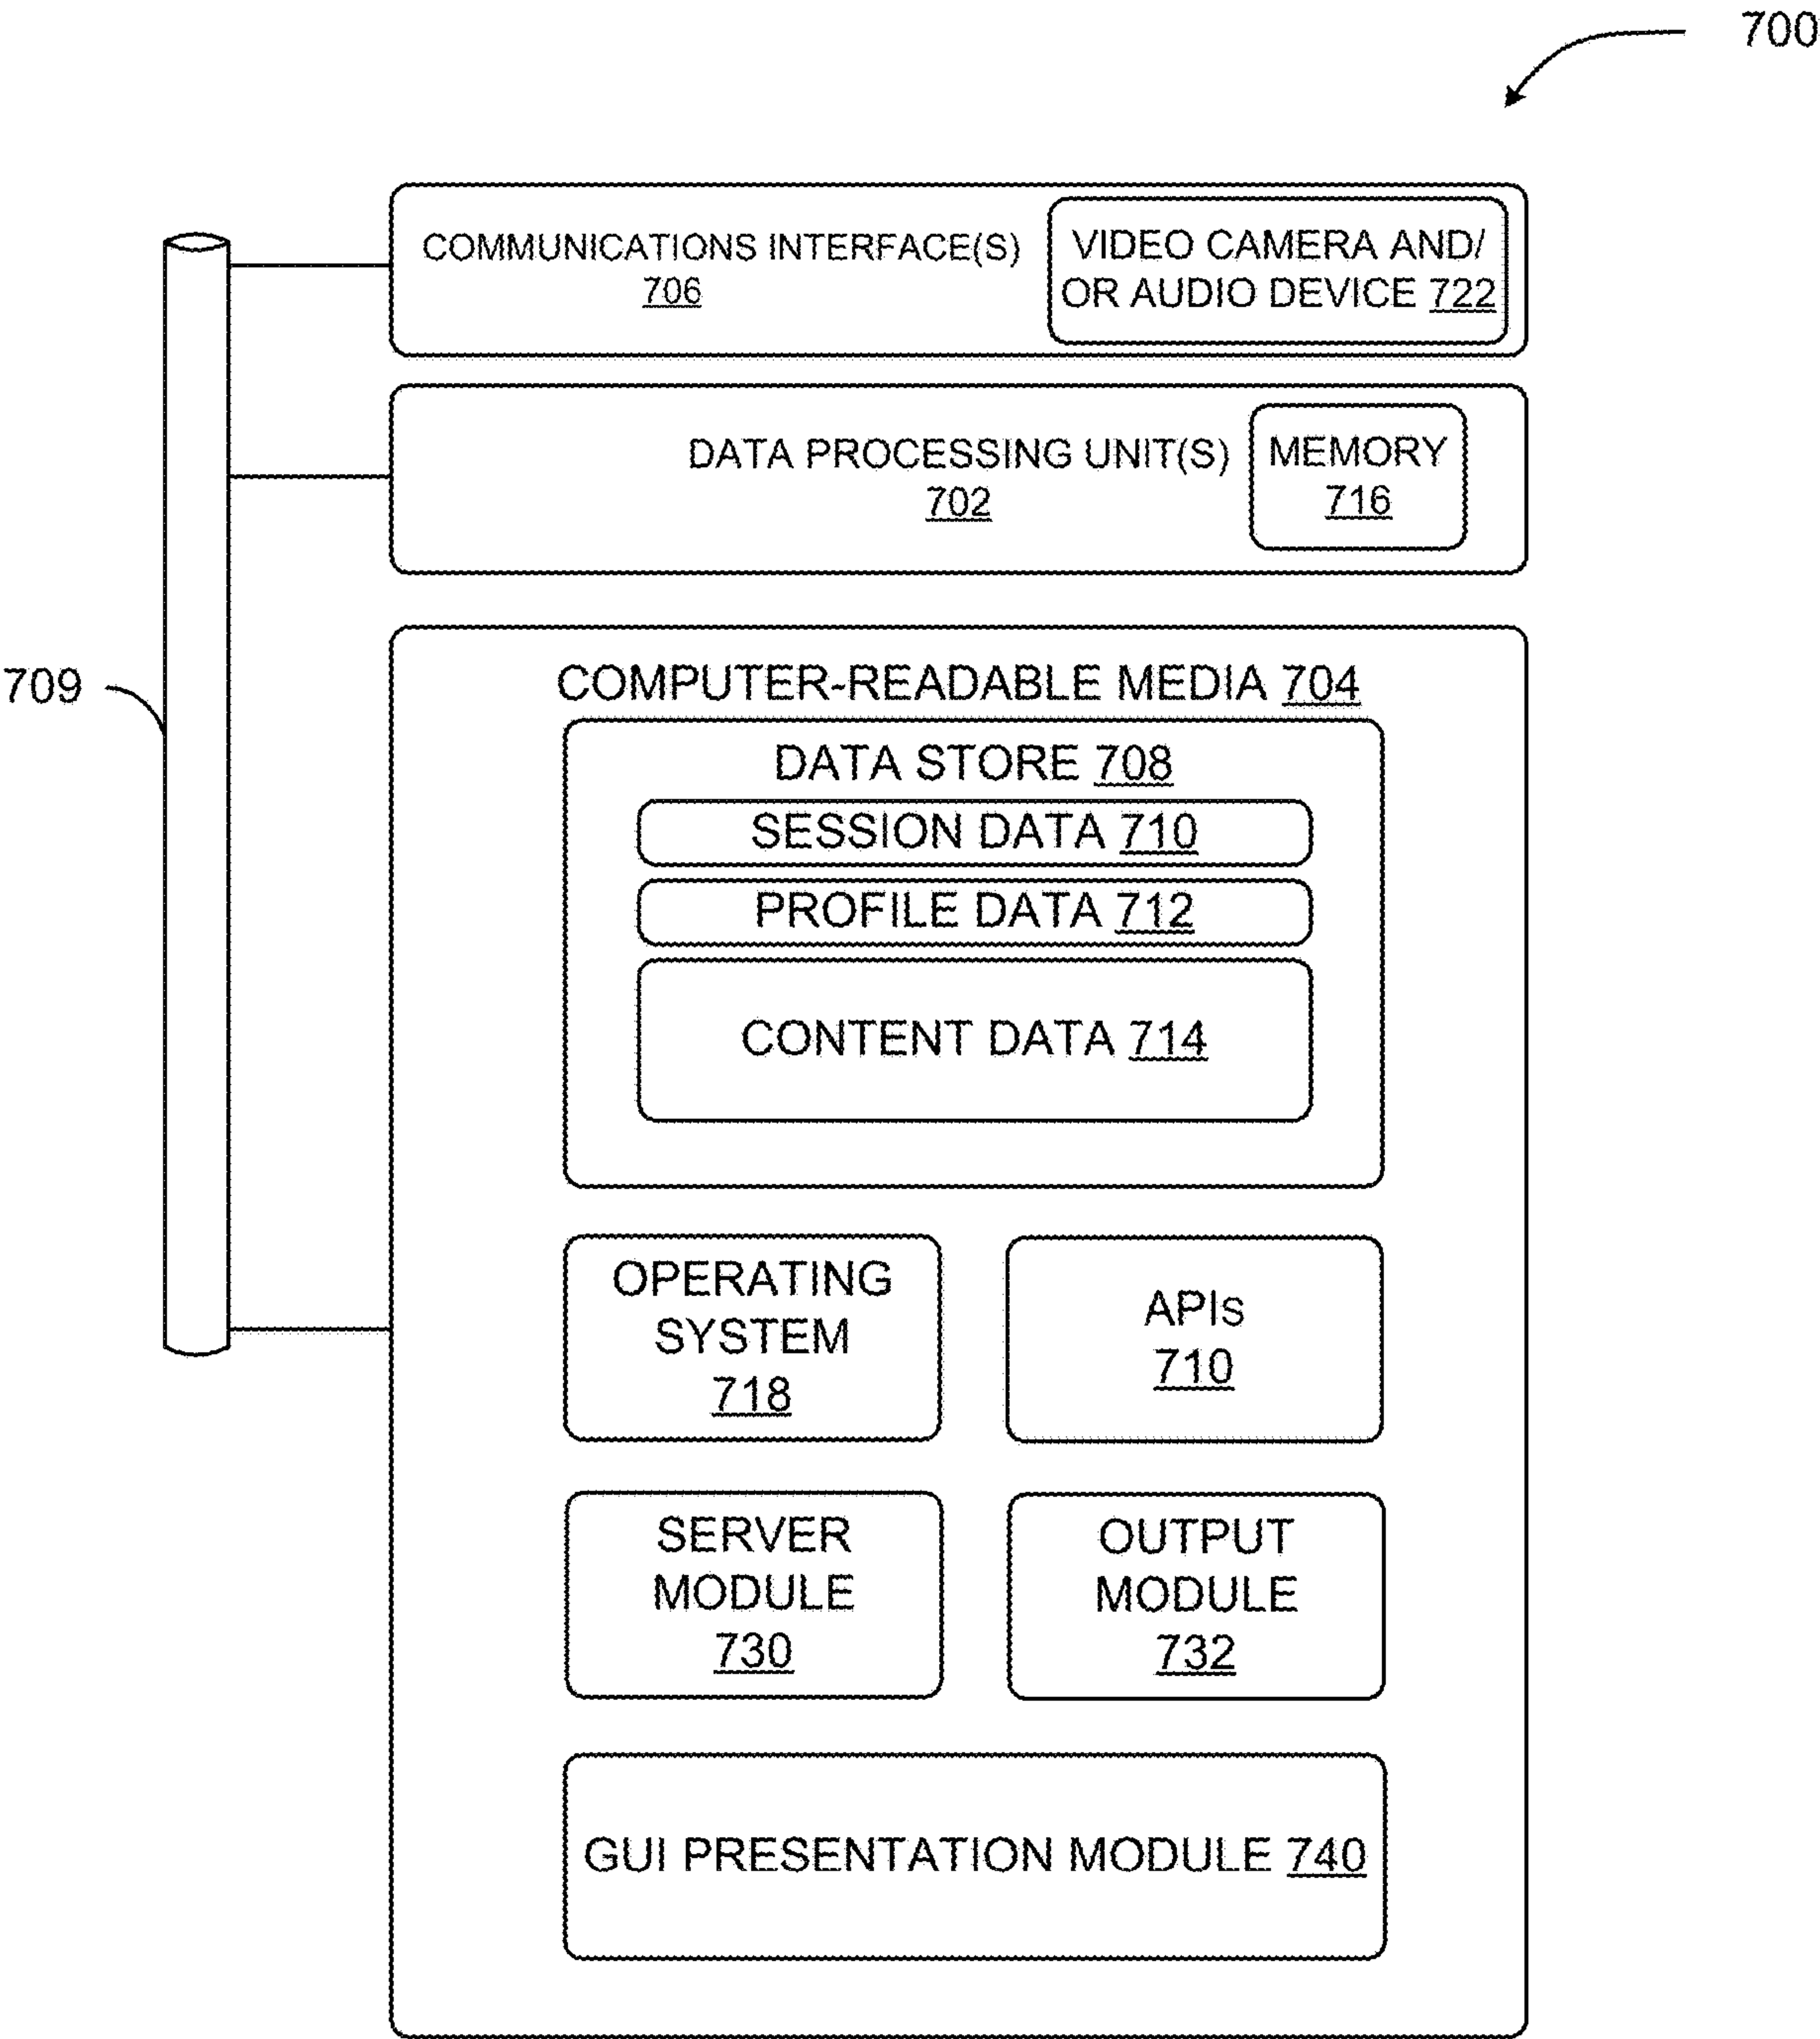 700
COMMUNICATIONS INTERFACE(S)
706
VIDEO CAMERA AND/
OR AUDIO DEVICE 722
DATA PROCESSING UNIT(S)
702
MEMORY
716
709
COMPUTER-READABLE MEDIA 704
DATA STORE 708
SESSION DATA 710
PROFILE DATA 712
CONTENT DATA 714
OPERATING
SYSTEM
718
APIs
710
SERVER
MODULE
730
OUTPUT
MODULE
732
GUI PRESENTATION MODULE 740